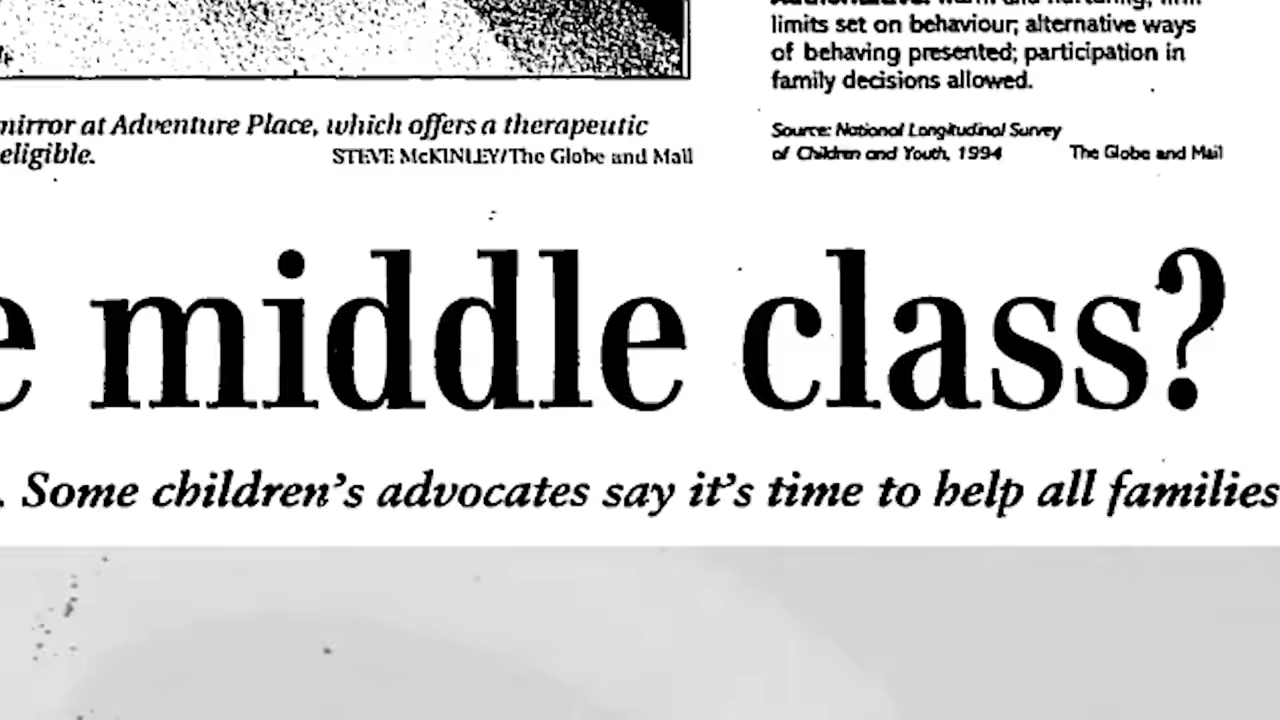 limits set on behaviour; alternative ways
of behaving presented; participation in
family decisions allowed.
mirror at Adventure Place, which offers a therapeutic
eligible.
STEVE McKINLEY/The Globe and Mail
Source: National Longitudinal Survey
of Children and Youth, 1994
The Globe and Mail
middle class?
. Some children's advocates say it's time to help all families